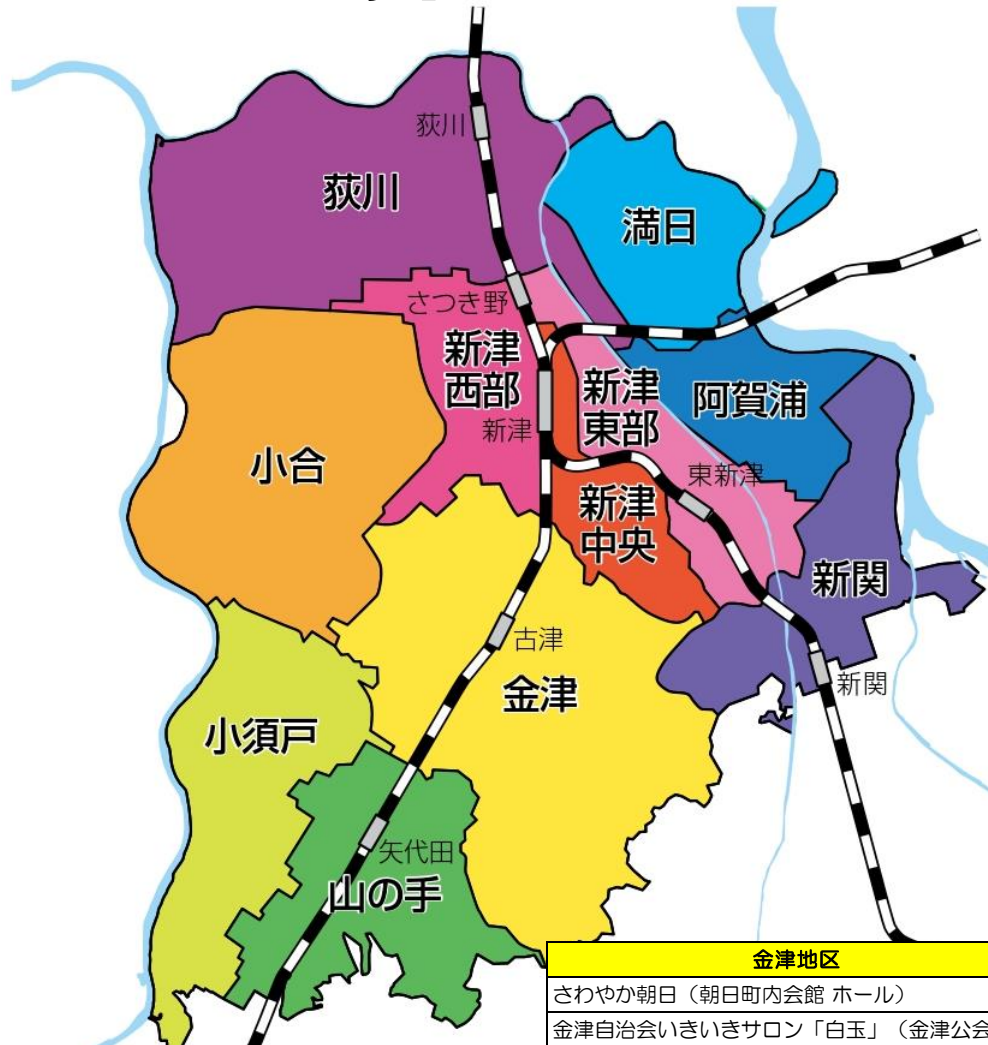 荻川
荻川
満日
さつき野
新津
西部
新津
新津
東部
阿賀浦
小合
東新津
新津
中央
新関
古津
新関
金津
小須戸
矢代田
山の手
金津地区
さわやか朝日（朝日町内会館 ホール）
金津自治会いきいきサロン「白玉」（金津公会